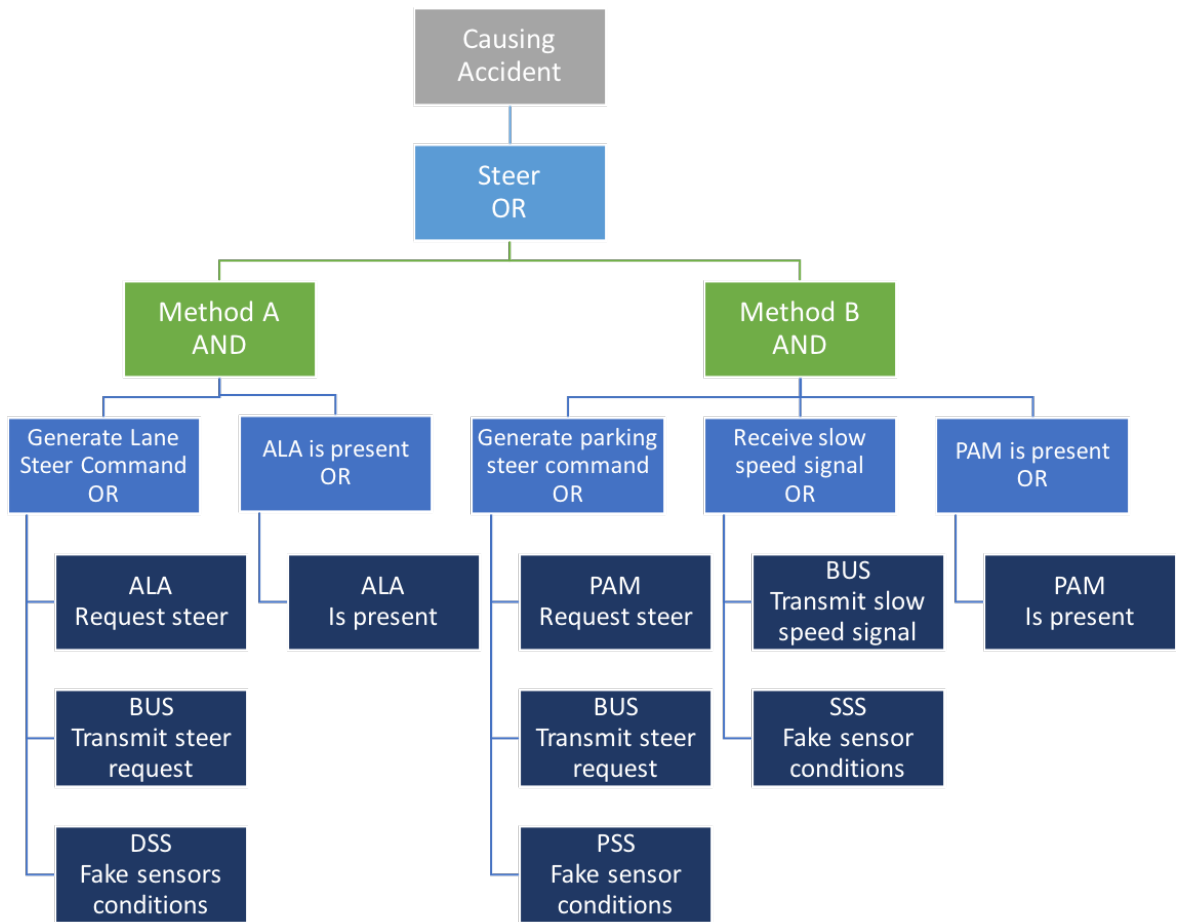 Causing
Accident
Steer
OR
Method A
AND
Method B
AND
Generate Lane
Steer Command
OR
ALA is present
OR
Generate parking
steer command
OR
Receive slow
speed signal
OR
PAM is present
OR
ALA
Request steer
ALA
Is present
PAM
Request steer
BUS
Transmit slow
speed signal
PAM
Is present
BUS
Transmit steer
request
BUS
Transmit steer
request
SSS
Fake sensor
conditions
DSS
Fake sensors
conditions
PSS
Fake sensor
conditions